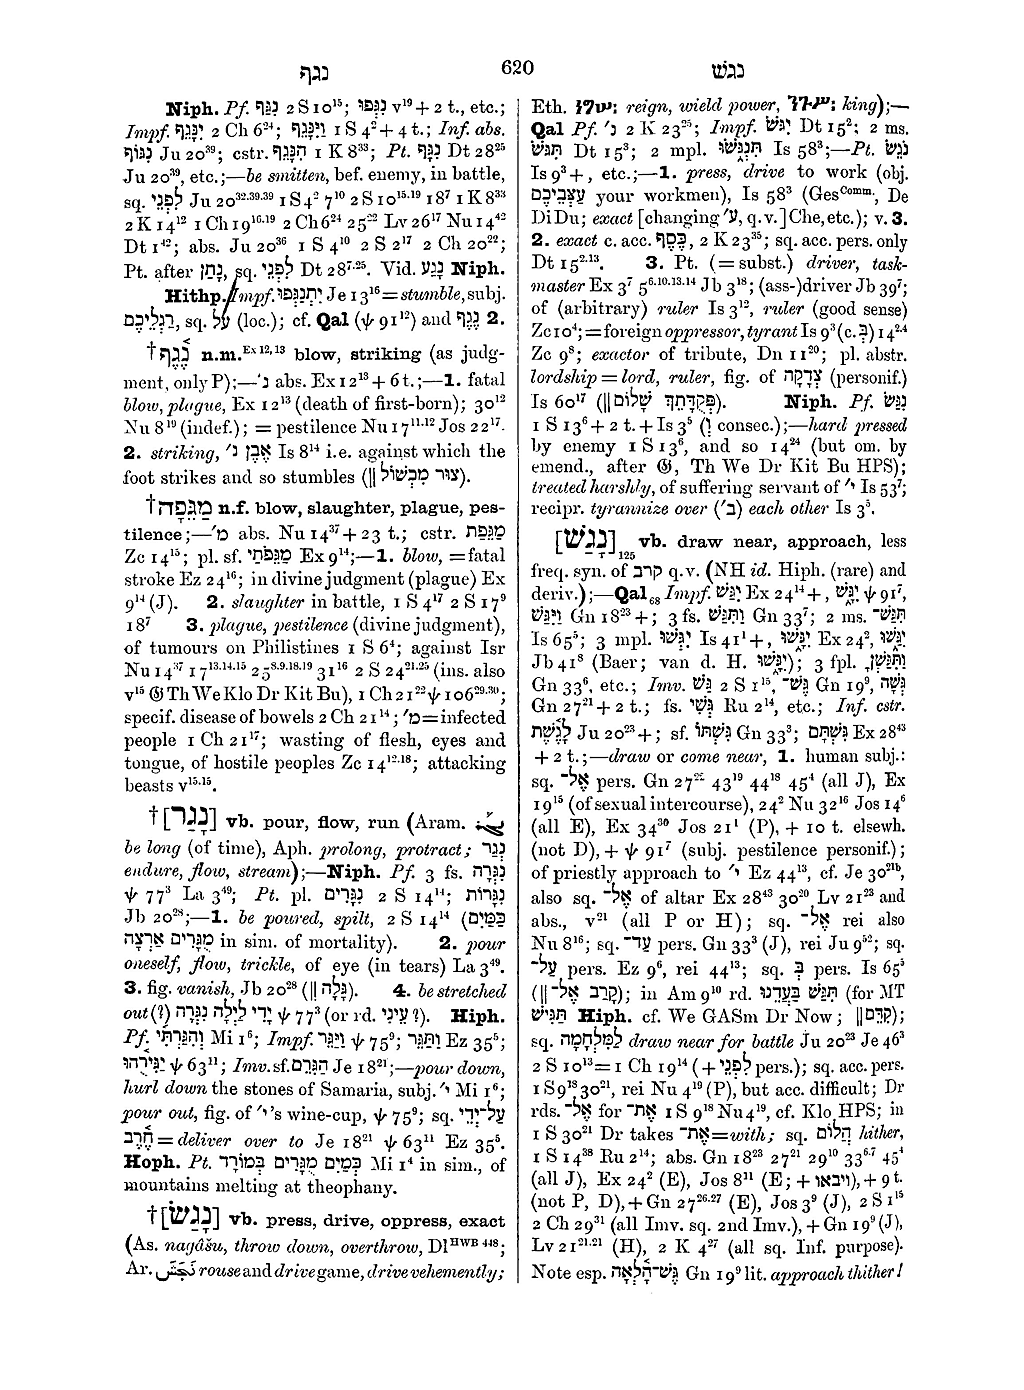 נגף
620
נגשׁ
Niph. Pf. נִגַּף 2 S 10¹⁵; נִגְּפוּ v¹⁹ + 2 t., etc.;
Impf. יִנָּגֵף 2 Ch 6²⁴; וַיִּנָּגֶף 1 S 4² + 4 t.; Inf. abs.
נִגּוֹף Ju 20³⁹; cstr. הִנָּגֵף 1 K 8³³; Pt. נִגָּף Dt 28²⁵
Ju 20³⁹, etc.;—be smitten, bef. enemy, in battle,
sq. לִפְנֵי Ju 20³²·³⁹·³⁹ 1 S 4² 7¹⁰ 2 S 10¹⁵·¹⁹ 18⁷ 1 K 8³³
2 K 14¹² 1 Ch 19¹⁶·¹⁹ 2 Ch 6²⁴ 25²² Lv 26¹⁷ Nu 14⁴²
Dt 1⁴²; abs. Ju 20³⁶ 1 S 4¹⁰ 2 S 2¹⁷ 2 Ch 20²²;
Pt. after נָתַן, sq. לִפְנֵי Dt 28⁷·²⁵. Vid. נָגַע Niph.
Hithp. Impf. יִתְנַגְּפוּ Je 13¹⁶ = stumble, subj.
רַגְלֵיכֶם, sq. עַל (loc.); cf. Qal (ψ 91¹²) and נֶגֶף 2.
†נֶ֫גֶף n.m. Ex 12, 13 blow, striking (as judg-
ment, only P);—נ׳ abs. Ex 12¹³ + 6 t.;—1. fatal
blow, plague, Ex 12¹³ (death of first-born); 30¹²
Nu 8¹⁹ (indef.); = pestilence Nu 17¹¹·¹² Jos 22¹⁷.
2. striking, אֶבֶן נ׳ Is 8¹⁴ i.e. against which the
foot strikes and so stumbles (‖ צוּר מִכְשׁוֹל).
†מַגֵּפָה n.f. blow, slaughter, plague, pes-
tilence;—מ׳ abs. Nu 14³⁷ + 23 t.; cstr. מַגֵּפַת
Zc 14¹⁵; pl. sf. מַגֵּפֹתַי Ex 9¹⁴;—1. blow, = fatal
stroke Ez 24¹⁶; in divine judgment (plague) Ex
9¹⁴ (J). 2. slaughter in battle, 1 S 4¹⁷ 2 S 17⁹
18⁷ 3. plague, pestilence (divine judgment),
of tumours on Philistines 1 S 6⁴; against Isr
Nu 14³⁷ 17¹³·¹⁴·¹⁵ 25⁸·⁹·¹⁸·¹⁹ 31¹⁶ 2 S 24²¹·²⁵ (ins. also
v¹⁵ 𝔊 Th We Klo Dr Kit Bu), 1 Ch 21²² ψ 106²⁹·³⁰;
specif. disease of bowels 2 Ch 21¹⁴; מ׳ = infected
people 1 Ch 21¹⁷; wasting of flesh, eyes and
tongue, of hostile peoples Zc 14¹²·¹⁸; attacking
beasts v¹⁵·¹⁵.
†[נָגַר] vb. pour, flow, run (Aram.
be long (of time), Aph. prolong, protract; נְגַר
endure, flow, stream);—Niph. Pf. 3 fs. נִגְּרָה
ψ 77³ La 3⁴⁹; Pt. pl. נִגָּרִים 2 S 14¹⁴; נִגָּרוֹת
Jb 20²⁸;—1. be poured, spilt, 2 S 14¹⁴ (כַּמַּיִם
מֻגָּרִים אַרְצָה in sim. of mortality). 2. pour
oneself, flow, trickle, of eye (in tears) La 3⁴⁹.
3. fig. vanish, Jb 20²⁸ (‖ גָּלָה). 4. be stretched
out (?) יָדִי לַיְלָה נִגְּרָה ψ 77³ (or rd. עֵינִי ?). Hiph.
Pf. וְהִגַּרְתִּי Mi 1⁶; Impf. וַיַּגֵּר ψ 75⁹; וַתַּגֵּר Ez 35⁵;
יַגִּירֻהוּ ψ 63¹¹; Imv. sf. הַגִּרֵם Je 18²¹;—pour down,
hurl down the stones of Samaria, subj. י׳ Mi 1⁶;
pour out, fig. of י׳'s wine-cup, ψ 75⁹; sq. עַל־יְדֵי
חֶרֶב = deliver over to Je 18²¹ ψ 63¹¹ Ez 35⁵.
Hoph. Pt. כְּמַיִם מֻגָּרִים בְּמוֹרָד Mi 1⁴ in sim., of
mountains melting at theophany.
†[נָגַשׂ] vb. press, drive, oppress, exact
(As. nagâšu, throw down, overthrow, Dl HWB 448;
Ar. نَجَشَ rouse and drive game, drive vehemently;
Eth. ነግሠ: reign, wield power, ንጉሥ: king);—
Qal Pf. נ׳ 2 K 23²⁵; Impf. יִגֹּשׂ Dt 15²; 2 ms.
תִּגֹּשׂ Dt 15³; 2 mpl. תִּנְגֹּשׂוּ Is 58³;—Pt. נֹגֵשׂ
Is 9³ +, etc.;—1. press, drive to work (obj.
עַצְּבֵיכֶם your workmen), Is 58³ (Ges Comm., De
Di Du; exact [changing ע׳, q.v.] Che, etc.); v. 3.
2. exact c. acc. כֶּסֶף, 2 K 23³⁵; sq. acc. pers. only
Dt 15²·¹³. 3. Pt. (= subst.) driver, task-
master Ex 3⁷ 5⁶·¹⁰·¹³·¹⁴ Jb 3¹⁸; (ass-)driver Jb 39⁷;
of (arbitrary) ruler Is 3¹², ruler (good sense)
Zc 10⁴; = foreign oppressor, tyrant Is 9³ (c. בְּ) 14²·⁴
Zc 9⁸; exactor of tribute, Dn 11²⁰; pl. abstr.
lordship = lord, ruler, fig. of צְדָקָה (personif.)
Is 60¹⁷ (‖ פְּקֻדָּתֵךְ שָׁלוֹם). Niph. Pf. נִגַּשׂ
1 S 13⁶ + 2 t. + Is 3⁵ (וְ consec.);—hard pressed
by enemy 1 S 13⁶, and so 14²⁴ (but om. by
emend., after 𝔊, Th We Dr Kit Bu HPS);
treated harshly, of suffering servant of י׳ Is 53⁷;
recipr. tyrannize over (בְּ׳) each other Is 3⁵.
[נָגַשׁ]₁₂₅ vb. draw near, approach, less
freq. syn. of קרב q.v. (NH id. Hiph. (rare) and
deriv.);—Qal₆₈ Impf. יִגַּשׁ Ex 24¹⁴ +, יִגָּשׁ ψ 91⁷,
וַיִּגַּשׁ Gn 18²³ +; 3 fs. וַתִּגַּשׁ Gn 33⁷; 2 ms. תִּגַּשׁ־
Is 65⁵; 3 mpl. יִגְּשׁוּ Is 41¹ +, יִגָּשׁוּ Ex 24², יִגַּשׁוּ
Jb 41⁸ (Baer; van d. H. יִגָּשׁוּ); 3 fpl. וַתִּגַּשְׁןָ
Gn 33⁶, etc.; Imv. גַּשׁ 2 S 1¹⁵, גֶּשׁ־ Gn 19⁹, גְּשָׁה
Gn 27²¹ + 2 t.; fs. גְּשִׁי Ru 2¹⁴, etc.; Inf. cstr.
לָגֶשֶׁת Ju 20²³ +; sf. גִּשְׁתּוֹ Gn 33³; גִּשְׁתָּם Ex 28⁴³
+ 2 t.;—draw or come near, 1. human subj.:
sq. אֶל־ pers. Gn 27²² 43¹⁹ 44¹⁸ 45⁴ (all J), Ex
19¹⁵ (of sexual intercourse), 24² Nu 32¹⁶ Jos 14⁶
(all E), Ex 34³⁰ Jos 21¹ (P), + 10 t. elsewh.
(not D), + ψ 91⁷ (subj. pestilence personif.);
of priestly approach to י׳ Ez 44¹³, cf. Je 30²¹ᵇ,
also sq. אֶל־ of altar Ex 28⁴³ 30²⁰ Lv 21²³ and
abs., v²¹ (all P or H); sq. אֶל־ rei also
Nu 8¹⁶; sq. עַד־ pers. Gn 33³ (J), rei Ju 9⁵²; sq.
עַל־ pers. Ez 9⁶, rei 44¹³; sq. בְּ pers. Is 65⁵
(‖ קְרַב אֶל־); in Am 9¹⁰ rd. תִּגַּשׁ בַּעֲדֵנוּ (for MT
תַּגִּישׁ Hiph. cf. We GASm Dr Now; ‖ קִדֵּם);
sq. לַמִּלְחָמָה draw near for battle Ju 20²³ Je 46³
2 S 10¹³ = 1 Ch 19¹⁴ (+ לִפְנֵי pers.); sq. acc. pers.
1 S 9¹⁸ 30²¹, rei Nu 4¹⁹ (P), but acc. difficult; Dr
rds. אֶל־ for אֶת־ 1 S 9¹⁸ Nu 4¹⁹, cf. Klo HPS; in
1 S 30²¹ Dr takes אֶת־ = with; sq. הֲלוֹם hither,
1 S 14³⁸ Ru 2¹⁴; abs. Gn 18²³ 27²¹ 29¹⁰ 33⁶·⁷ 45⁴
(all J), Ex 24² (E), Jos 8¹¹ (E; + ויבאו), + 9 t.
(not P, D), + Gn 27²⁶·²⁷ (E), Jos 3⁹ (J), 2 S 1¹⁵
2 Ch 29³¹ (all Imv. sq. 2nd Imv.), + Gn 19⁹ (J),
Lv 21²¹·²¹ (H), 2 K 4²⁷ (all sq. Inf. purpose).
Note esp. גֶּשׁ־הָלְאָה Gn 19⁹ lit. approach thither!